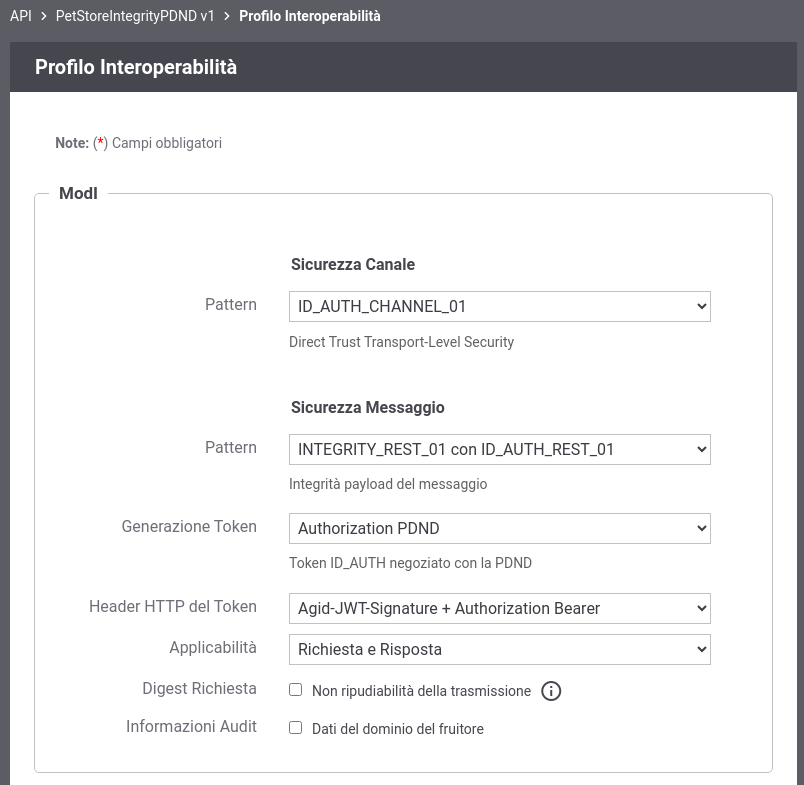 API > PetStoreIntegrityPDND v1 > Profilo Interoperabilità
Profilo Interoperabilità
Note: (*) Campi obbligatori
ModI
Sicurezza Canale
Pattern ID_AUTH_CHANNEL_01
Direct Trust Transport-Level Security
Sicurezza Messaggio
Pattern INTEGRITY_REST_01 con ID_AUTH_REST_01
Integrità payload del messaggio
Generazione Token Authorization PDND
Token ID_AUTH negoziato con la PDND
Header HTTP del Token Agid-JWT-Signature + Authorization Bearer
Applicabilità Richiesta e Risposta
Digest Richiesta Non ripudiabilità della trasmissione
Informazioni Audit Dati del dominio del fruitore